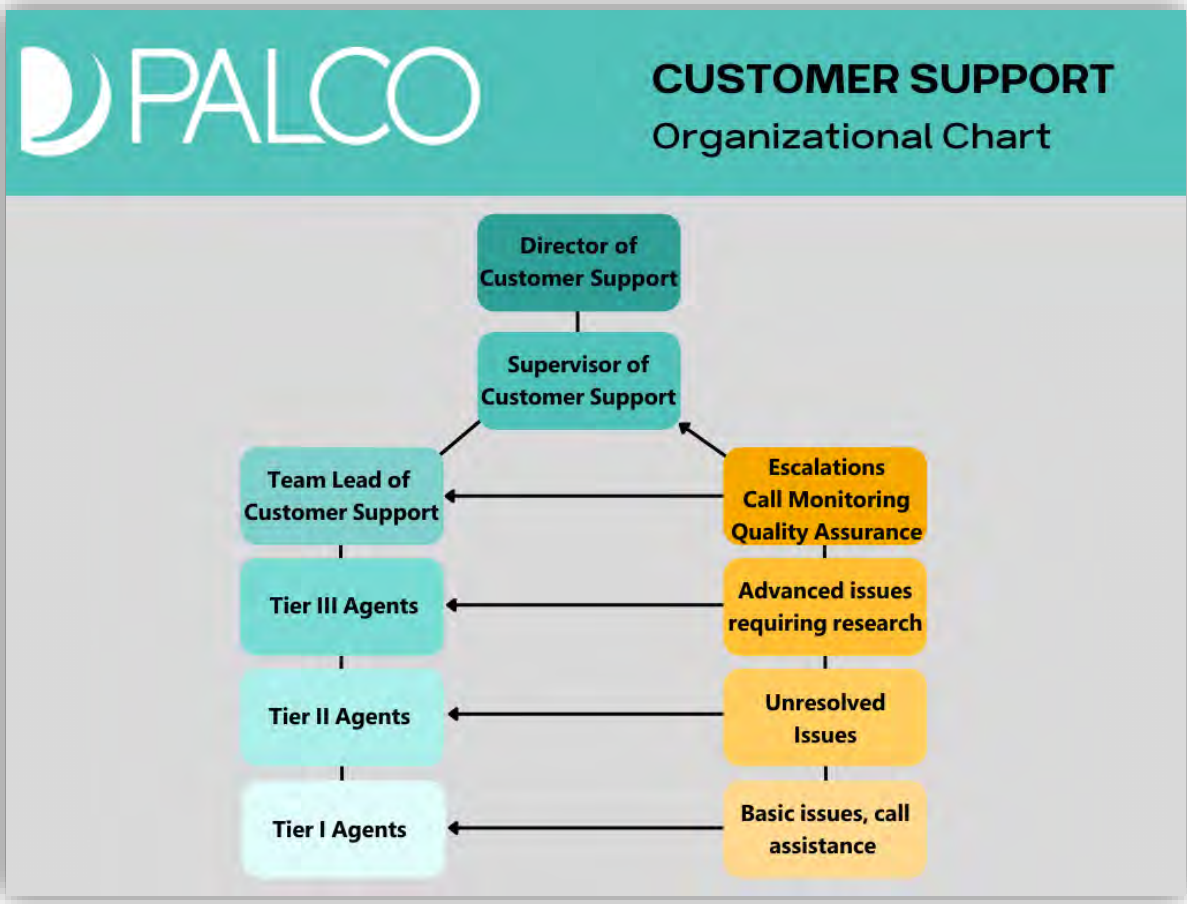 PALCO
CUSTOMER SUPPORT
Organizational Chart
Director of
Customer Support
Supervisor of
Customer Support
Team Lead of
Customer Support
Escalations
Call Monitoring
Quality Assurance
Tier III Agents
Advanced issues
requiring research
Tier II Agents
Unresolved
Issues
Tier I Agents
Basic issues, call
assistance